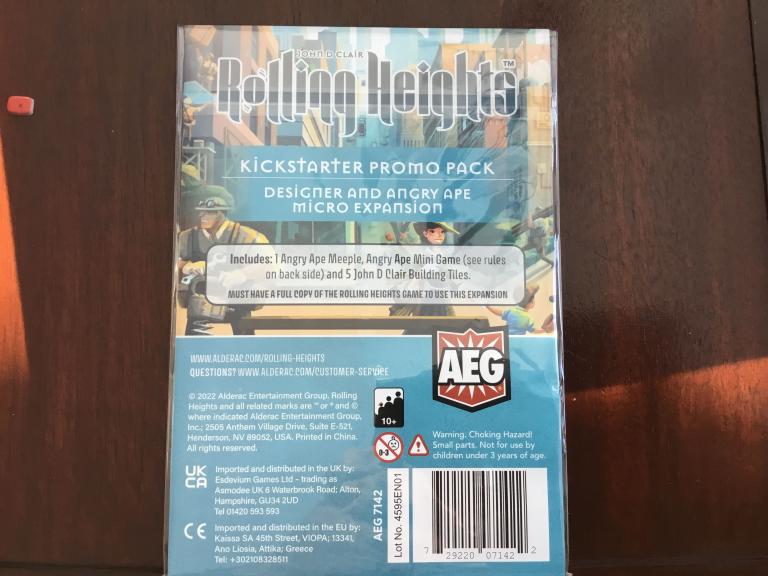 JOHN D CLAIR
Rolling Heights™
KICKSTARTER PROMO PACK
DESIGNER AND ANGRY APE
MICRO EXPANSION
Includes: 1 Angry Ape Meeple, Angry Ape Mini Game (see rules
on back side) and 5 John D Clair Building Tiles.
MUST HAVE A FULL COPY OF THE ROLLING HEIGHTS GAME TO USE THIS EXPANSION
WWW.ALDERAC.COM/ROLLING-HEIGHTS
QUESTIONS? WWW.ALDERAC.COM/CUSTOMER-SERVICE
AEG
© 2022 Alderac Entertainment Group. Rolling
Heights and all related marks are ™ or ® and ©
where indicated Alderac Entertainment Group,
Inc.; 2505 Anthem Village Drive, Suite E-521,
Henderson, NV 89052, USA. Printed in China.
All rights reserved.
10+
0-3
Warning. Choking Hazard!
Small parts. Not for use by
children under 3 years of age.
UK
CA
Imported and distributed in the UK by:
Esdevium Games Ltd – trading as
Asmodee UK 6 Waterbrook Road; Alton,
Hampshire, GU34 2UD
Tel 01420 593 593
CE
Imported and distributed in the EU by:
Kaissa SA 45th Street, VIOPA; 13341,
Ano Liosia, Attika; Greece
Tel: +302108328511
AEG 7142
Lot No. 4595EN01
7 29220 07142 2